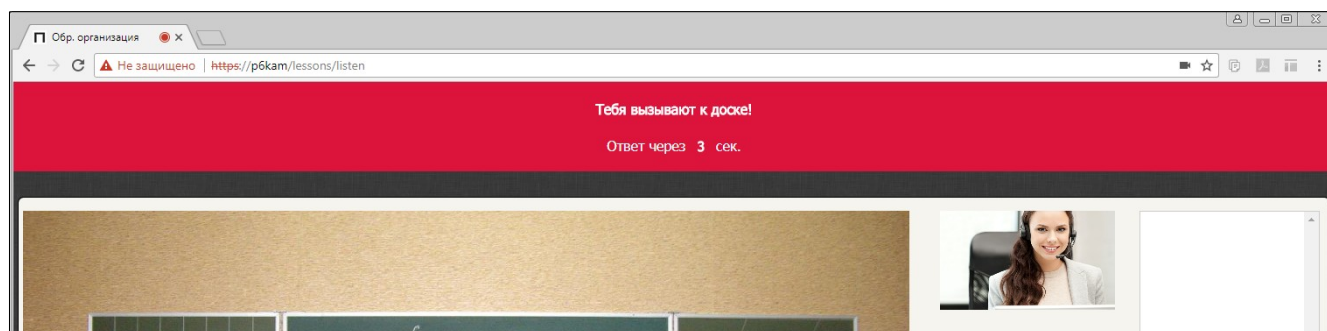 П Обр. организация
Не защищено https://p6kam/lessons/listen
Тебя вызывают к доске!
Ответ через 3 сек.